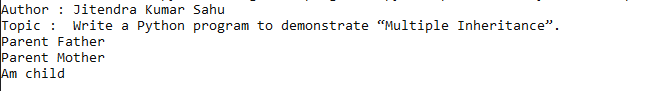 Author : Jitendra Kumar Sahu
Topic :  Write a Python program to demonstrate “Multiple Inheritance”.
Parent Father
Parent Mother
Am child